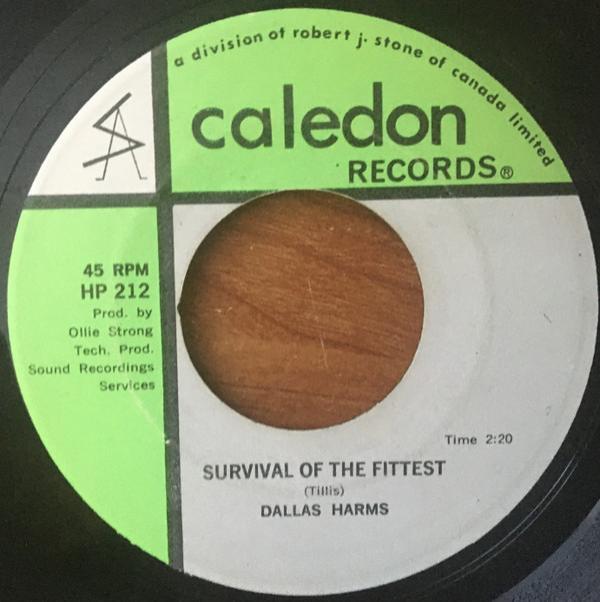 a division of robert j. stone of canada limited
caledon
RECORDS®
45 RPM
HP 212
Prod. by
Ollie Strong
Tech. Prod.
Sound Recordings
Services
Time 2:20
SURVIVAL OF THE FITTEST
(Tillis)
DALLAS HARMS